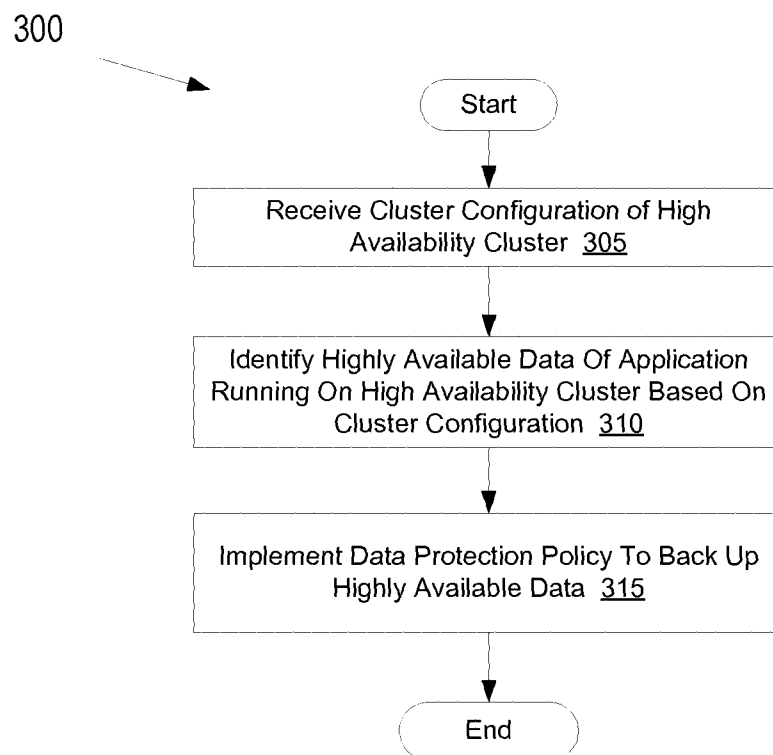 300
Start
Receive Cluster Configuration of High
Availability Cluster 305
Identify Highly Available Data Of Application
Running On High Availability Cluster Based On
Cluster Configuration 310
Implement Data Protection Policy To Back Up
Highly Available Data 315
End